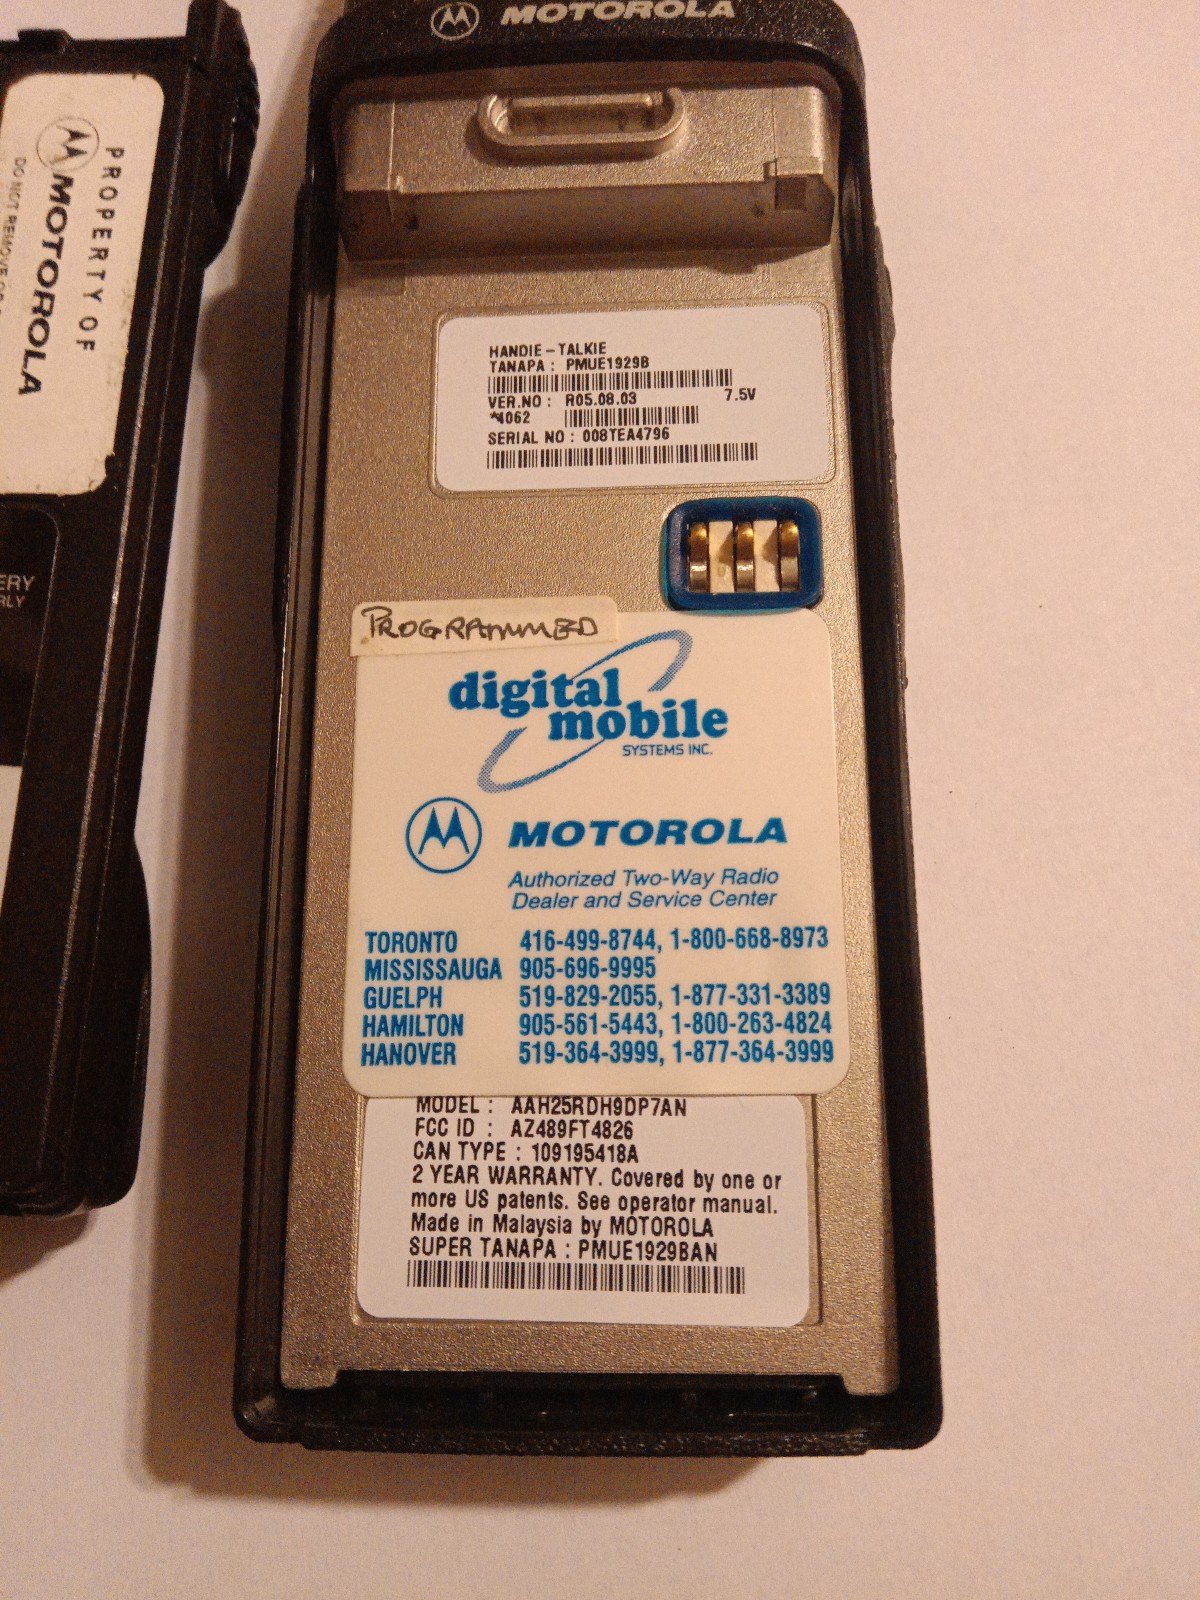 MOTOROLA
PROPERTY OF
MOTOROLA
DO NOT REMOVE
HANDIE-TALKIE
TANAPA: PMUE1929B
VER.NO: R05.08.03 7.5V
*4062
SERIAL NO: 008TEA4796
PROGRAMMED
digital
mobile
SYSTEMS INC.
MOTOROLA
Authorized Two-Way Radio
Dealer and Service Center
TORONTO 416-499-8744, 1-800-668-8973
MISSISSAUGA 905-696-9995
GUELPH 519-829-2055, 1-877-331-3389
HAMILTON 905-561-5443, 1-800-263-4824
HANOVER 519-364-3999, 1-877-364-3999
MODEL: AAH25RDH9DP7AN
FCC ID: AZ489FT4826
CAN TYPE: 109195418A
2 YEAR WARRANTY. Covered by one or
more US patents. See operator manual.
Made in Malaysia by MOTOROLA
SUPER TANAPA: PMUE1929BAN